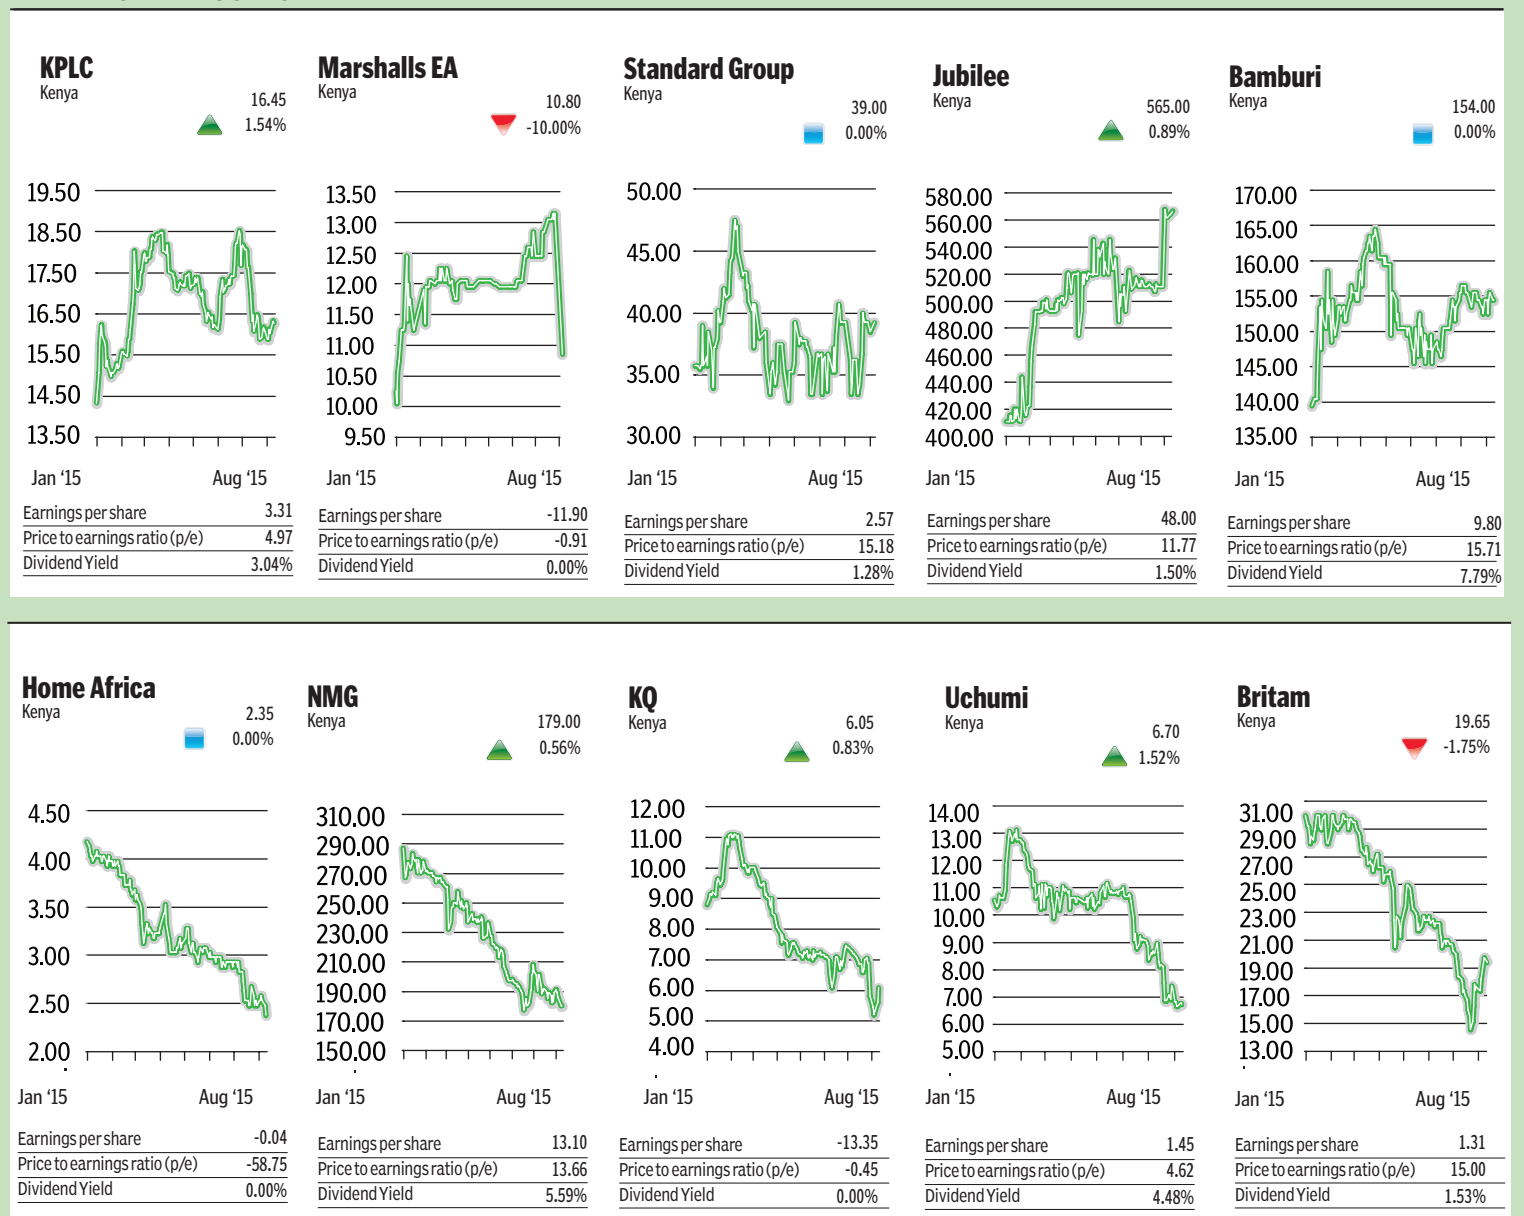 KPLC
Kenya
16.45
1.54%
19.50
18.50
17.50
16.50
15.50
14.50
13.50
Jan ‘15 Aug ‘15
Earnings per share 3.31
Price to earnings ratio (p/e) 4.97
Dividend Yield 3.04%
Marshalls EA
Kenya
10.80
-10.00%
13.50
13.00
12.50
12.00
11.50
11.00
10.50
10.00
9.50
Jan ‘15 Aug ‘15
Earnings per share -11.90
Price to earnings ratio (p/e) -0.91
Dividend Yield 0.00%
Standard Group
Kenya
39.00
0.00%
50.00
45.00
40.00
35.00
30.00
Jan ‘15 Aug ‘15
Earnings per share 2.57
Price to earnings ratio (p/e) 15.18
Dividend Yield 1.28%
Jubilee
Kenya
565.00
0.89%
580.00
560.00
540.00
520.00
500.00
480.00
460.00
440.00
420.00
400.00
Jan ‘15 Aug ‘15
Earnings per share 48.00
Price to earnings ratio (p/e) 11.77
Dividend Yield 1.50%
Bamburi
Kenya
154.00
0.00%
170.00
165.00
160.00
155.00
150.00
145.00
140.00
135.00
Jan ‘15 Aug ‘15
Earnings per share 9.80
Price to earnings ratio (p/e) 15.71
Dividend Yield 7.79%
Home Africa
Kenya
2.35
0.00%
4.50
4.00
3.50
3.00
2.50
2.00
Jan ‘15 Aug ‘15
Earnings per share -0.04
Price to earnings ratio (p/e) -58.75
Dividend Yield 0.00%
NMG
Kenya
179.00
0.56%
310.00
290.00
270.00
250.00
230.00
210.00
190.00
170.00
150.00
Jan ‘15 Aug ‘15
Earnings per share 13.10
Price to earnings ratio (p/e) 13.66
Dividend Yield 5.59%
KQ
Kenya
6.05
0.83%
12.00
11.00
10.00
9.00
8.00
7.00
6.00
5.00
4.00
Jan ‘15 Aug ‘15
Earnings per share -13.35
Price to earnings ratio (p/e) -0.45
Dividend Yield 0.00%
Uchumi
Kenya
6.70
1.52%
14.00
13.00
12.00
11.00
10.00
9.00
8.00
7.00
6.00
5.00
Jan ‘15 Aug ‘15
Earnings per share 1.45
Price to earnings ratio (p/e) 4.62
Dividend Yield 4.48%
Britam
Kenya
19.65
-1.75%
31.00
29.00
27.00
25.00
23.00
21.00
19.00
17.00
15.00
13.00
Jan ‘15 Aug ‘15
Earnings per share 1.31
Price to earnings ratio (p/e) 15.00
Dividend Yield 1.53%